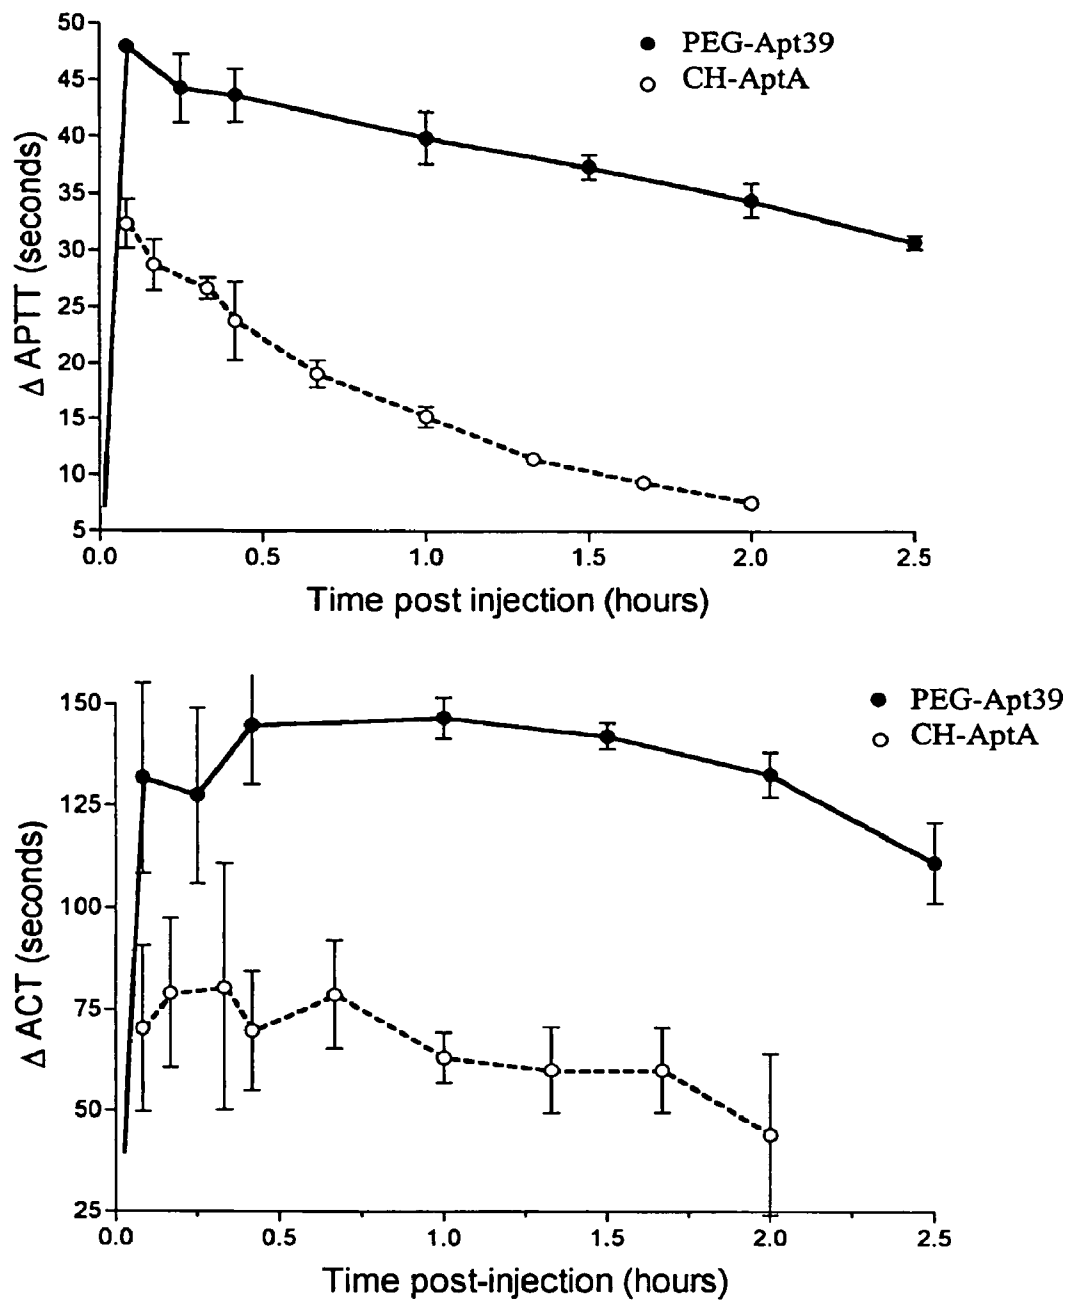 50
45
40
35
30
25
20
15
10
5
Δ APTT (seconds)
PEG-Apt39
CH-AptA
0.0 0.5 1.0 1.5 2.0 2.5
Time post injection (hours)
150
125
100
75
50
25
Δ ACT (seconds)
PEG-Apt39
CH-AptA
0.0 0.5 1.0 1.5 2.0 2.5
Time post-injection (hours)